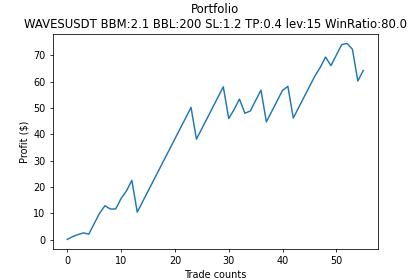 Portfolio
WAVESUSDT BBM:2.1 BBL:200 SL:1.2 TP:0.4 lev:15 WinRatio:80.0
70
60
50
40
30
20
10
0
Profit ($)
0 10 20 30 40 50
Trade counts